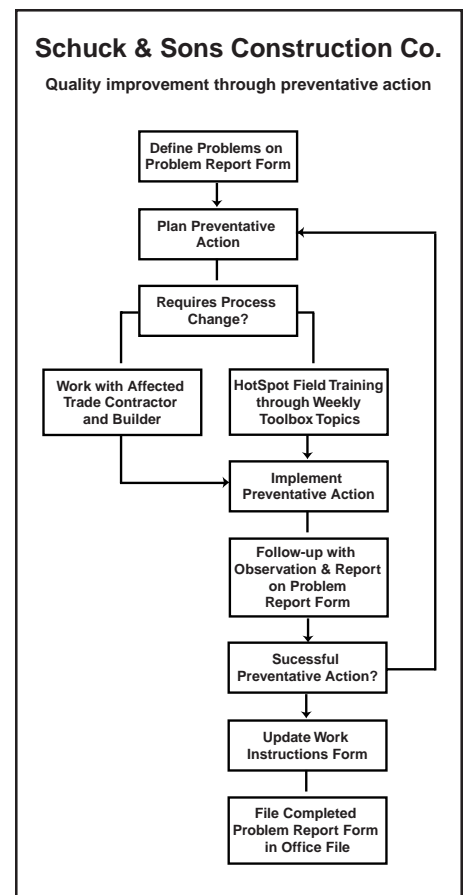 Schuck & Sons Construction Co.
Quality improvement through preventative action
Define Problems on
Problem Report Form
Plan Preventative
Action
Requires Process
Change?
Work with Affected
Trade Contractor
and Builder
HotSpot Field Training
through Weekly
Toolbox Topics
Implement
Preventative Action
Follow-up with
Observation & Report
on Problem
Report Form
Sucessful
Preventative Action?
Update Work
Instructions Form
File Completed
Problem Report Form
in Office File